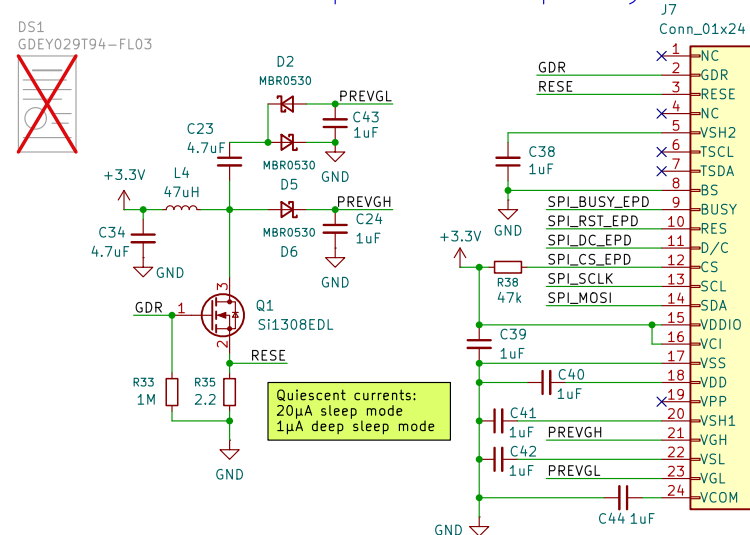 DS1
GDEY029T94-FL03
D2
MBR0530
PREVGL
C43
1uF
GND
C23
4.7uF
MBR0530
D5
+3.3V
L4
47uH
PREVGH
C24
1uF
GND
MBR0530
D6
C34
4.7uF
GND
GDR
1
3
2
Q1
Si1308EDL
RESE
R33
1M
R35
2.2
GND
Quiescent currents:
20µA sleep mode
1µA deep sleep mode
J7
Conn_01x24
1 NC
GDR 2 GDR
RESE 3 RESE
4 NC
5 VSH2
6 TSCL
7 TSDA
8 BS
C38
1uF
GND
SPI_BUSY_EPD 9 BUSY
SPI_RST_EPD 10 RES
SPI_DC_EPD 11 D/C
SPI_CS_EPD 12 CS
SPI_SCLK 13 SCL
SPI_MOSI 14 SDA
+3.3V
R38
47k
15 VDDIO
16 VCI
C39
1uF
17 VSS
C40
1uF
18 VDD
19 VPP
C41
1uF
20 VSH1
PREVGH 21 VGH
C42
1uF
22 VSL
PREVGL 23 VGL
24 VCOM
C44 1uF
GND